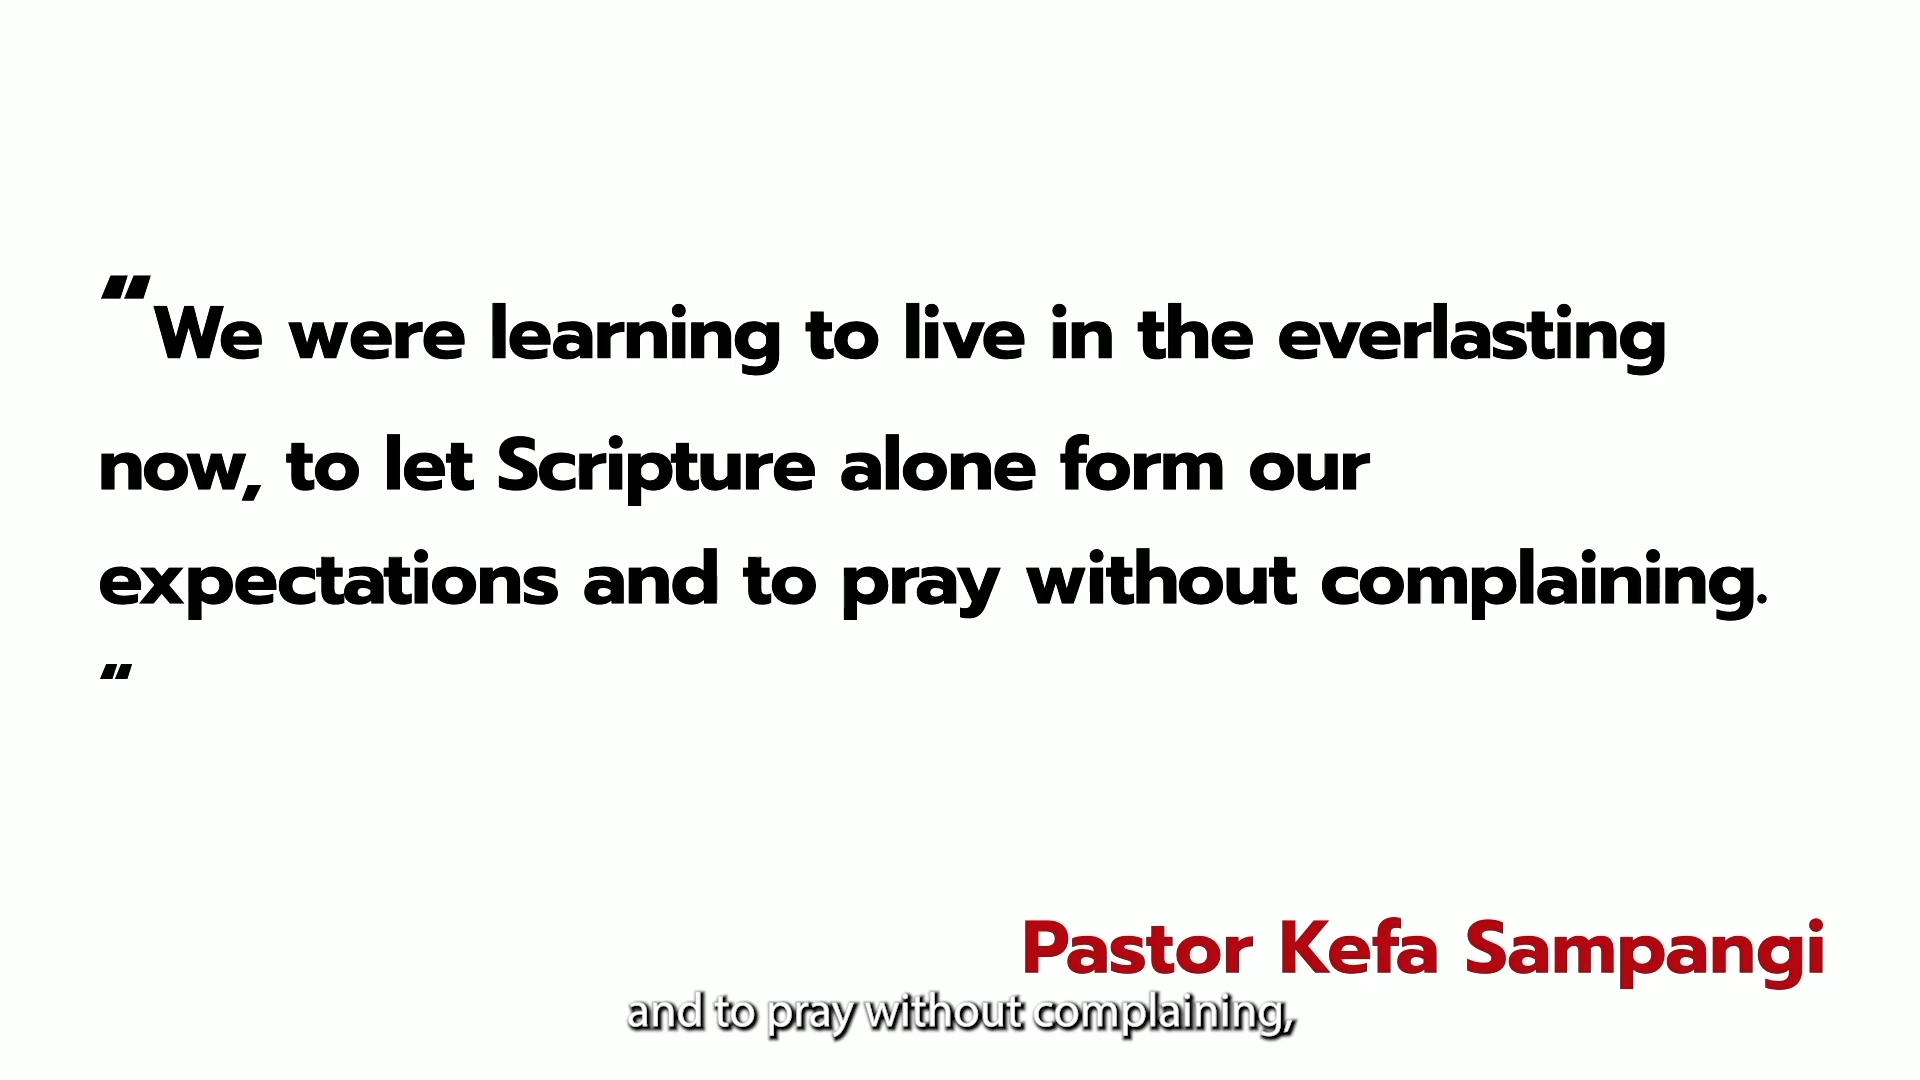 “We were learning to live in the everlasting
now, to let Scripture alone form our
expectations and to pray without complaining.
“
Pastor Kefa Sampangi
and to pray without complaining,